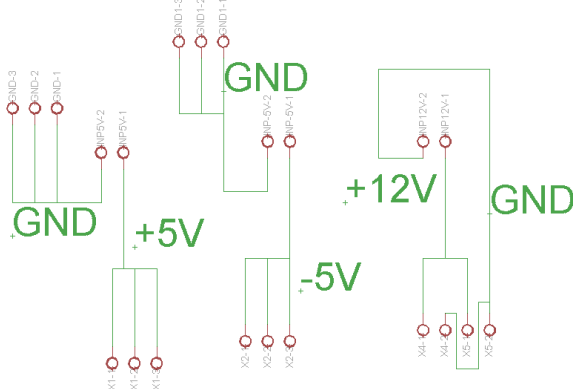 GND1-3
GND1-2
GND1-1
GND
GND-3
GND-2
GND-1
INP5V-2
INP5V-1
INP-5V-2
INP-5V-1
INP12V-2
INP12V-1
+12V
GND
GND
+5V
-5V
X1-1
X1-2
X1-3
X2-1
X2-2
X2-3
X4-1
X4-2
X5-1
X5-2